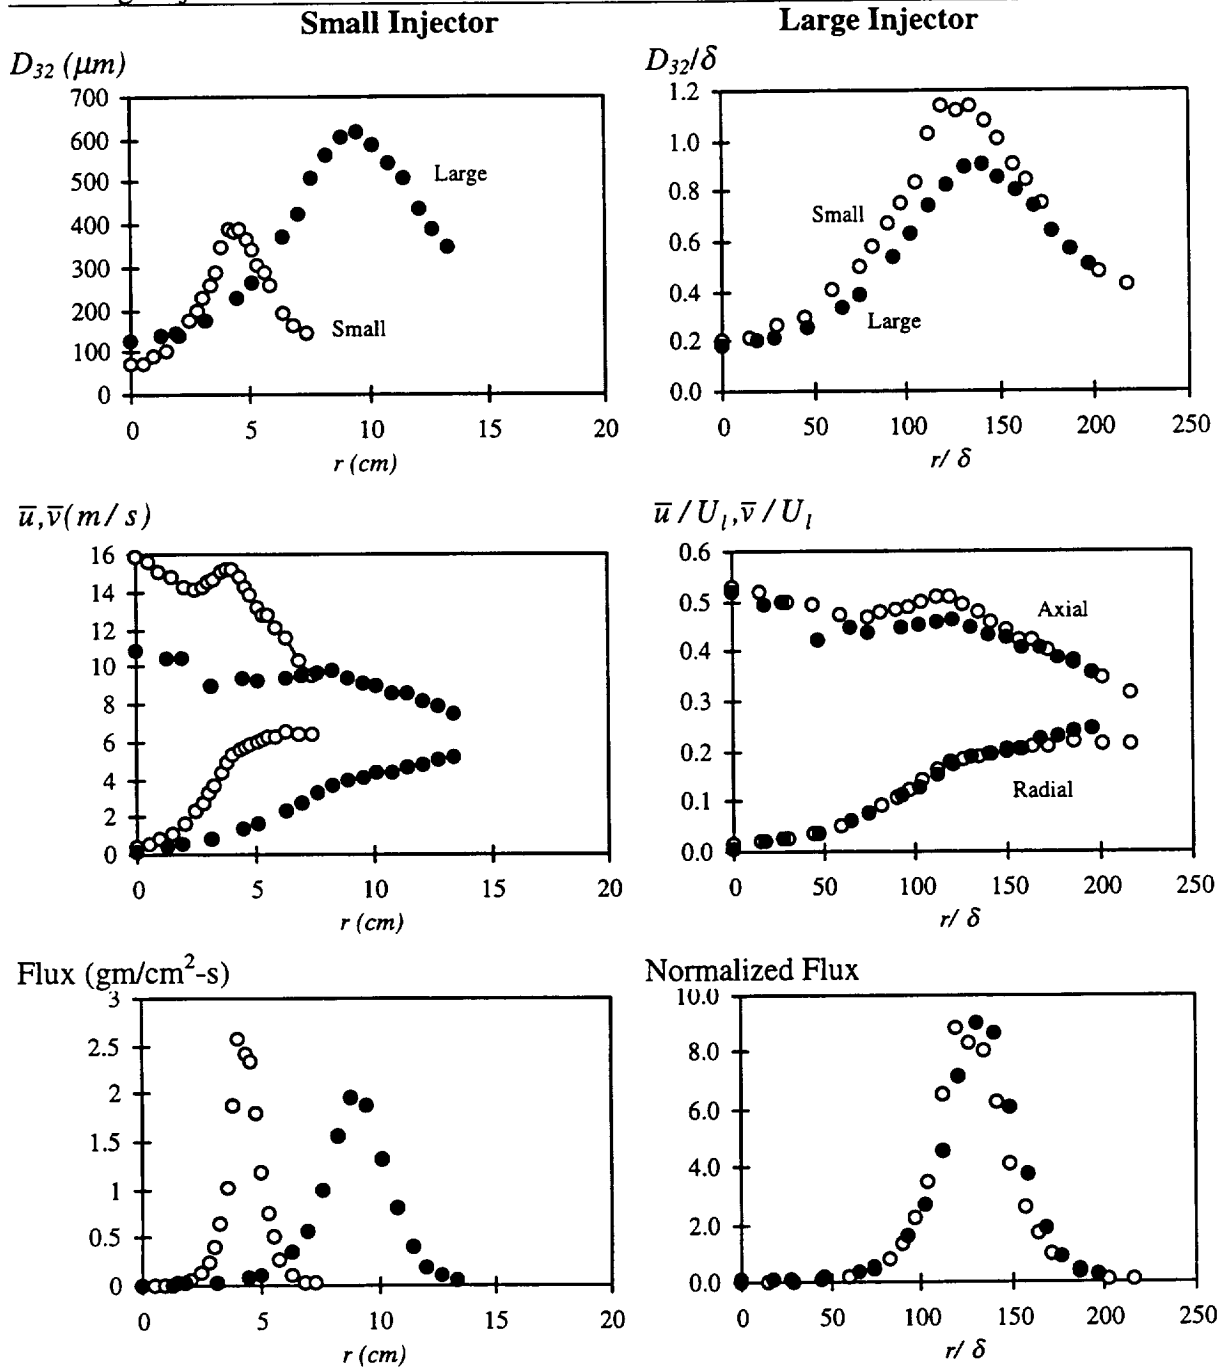 Small Injector
Large Injector
D₃₂ (μm)
700
600
500
400
300
200
100
0
Large
Small
0 5 10 15 20
r (cm)
D₃₂/δ
1.2
1.0
0.8
0.6
0.4
0.2
0.0
Small
Large
0 50 100 150 200 250
r/ δ
ū,v̄(m/s)
16
14
12
10
8
6
4
2
0
0 5 10 15 20
r (cm)
ū/Uₗ,v̄/Uₗ
0.6
0.5
0.4
0.3
0.2
0.1
0.0
Axial
Radial
0 50 100 150 200 250
r/ δ
Flux (gm/cm²-s)
3
2.5
2
1.5
1
0.5
0
0 5 10 15 20
r (cm)
Normalized Flux
10.0
8.0
6.0
4.0
2.0
0.0
0 50 100 150 200 250
r/ δ